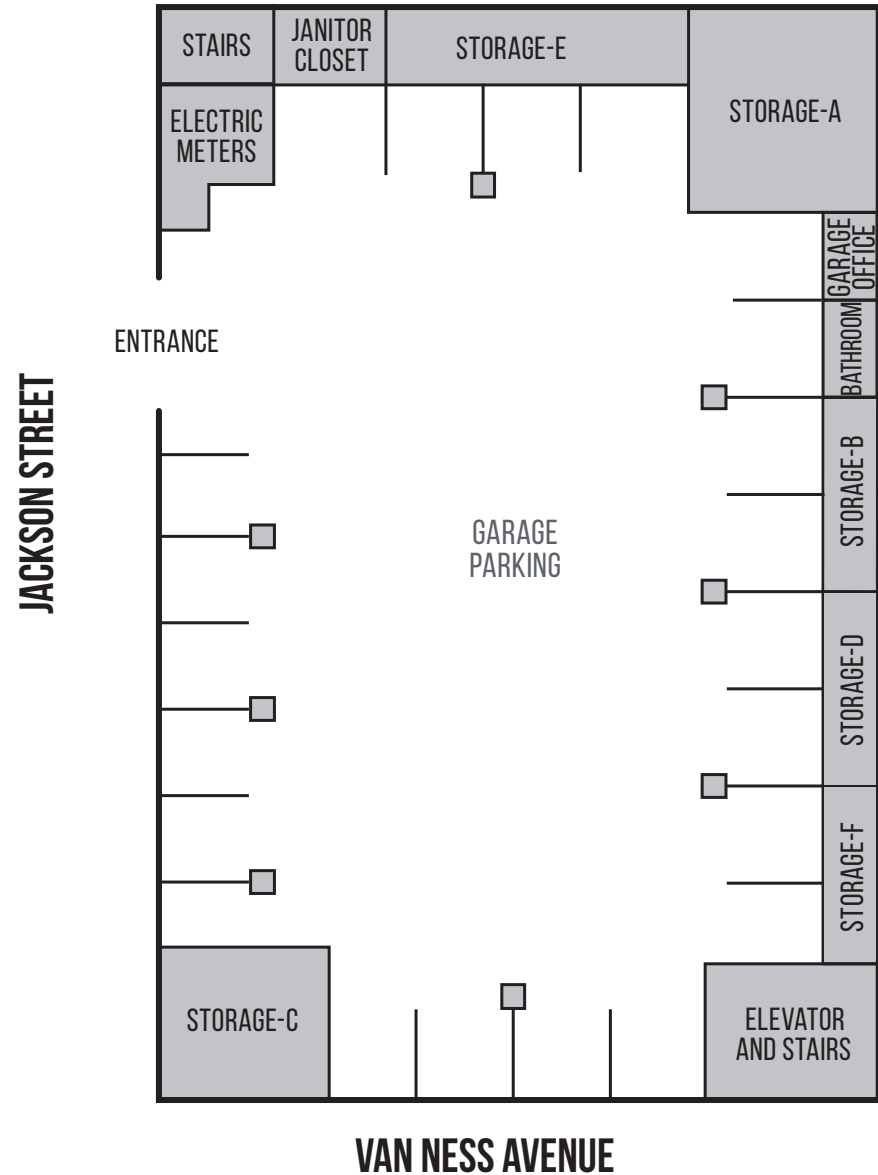 STAIRS
JANITOR
CLOSET
STORAGE-E
STORAGE-A
ELECTRIC
METERS
GARAGE
OFFICE
BATHROOM
ENTRANCE
JACKSON STREET
STORAGE-B
GARAGE
PARKING
STORAGE-D
STORAGE-F
STORAGE-C
ELEVATOR
AND STAIRS
VAN NESS AVENUE